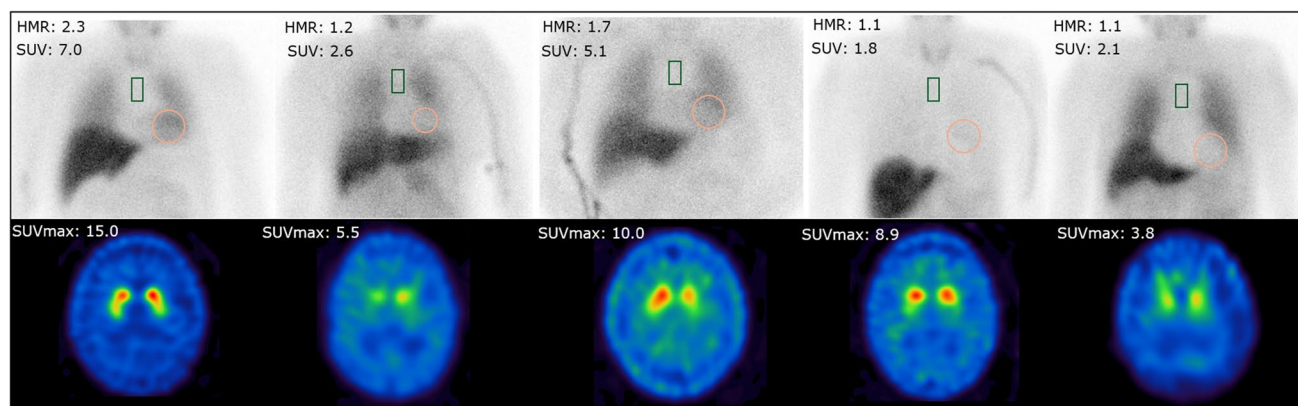 HMR: 2.3
SUV: 7.0
HMR: 1.2
SUV: 2.6
HMR: 1.7
SUV: 5.1
HMR: 1.1
SUV: 1.8
HMR: 1.1
SUV: 2.1
SUVmax: 15.0
SUVmax: 5.5
SUVmax: 10.0
SUVmax: 8.9
SUVmax: 3.8